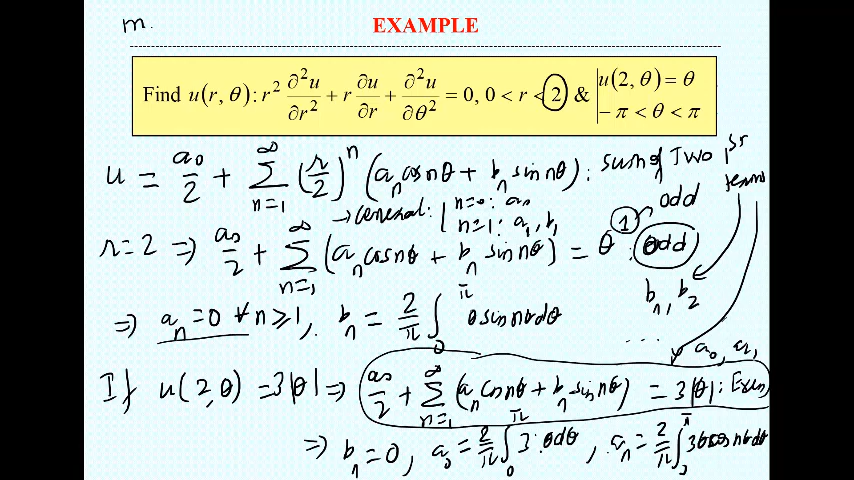 m.
EXAMPLE
Find u(r, θ): r² ∂²u/∂r² + r ∂u/∂r + ∂²u/∂θ² = 0, 0 < r < 2 & | u(2, θ) = θ
− π < θ < π
u = a₀/2 + ∑_{n=1}^{∞} (r/2)ⁿ (aₙ cos nθ + bₙ sin nθ) : sum of Two 1st terms
→ General: | n=0: a₀
n=1: a₁, b₁
① odd
r = 2 ⇒ a₀/2 + ∑_{n=1}^{∞} (aₙ cos nθ + bₙ sin nθ) = θ : odd
b₁, b₂
⇒ aₙ = 0 ∀ n ≥ 1, bₙ = 2/π ∫₀^π θ sin nθ dθ
... a₀, a₁
If u(2, θ) = 3|θ| ⇒ a₀/2 + ∑_{n=1}^{∞} (aₙ cos nθ + bₙ sin nθ) = 3|θ| : Even
⇒ bₙ = 0, a₀ = 2/π ∫₀^π 3·θ dθ, aₙ = 2/π ∫₀^π 3θ cos nθ dθ